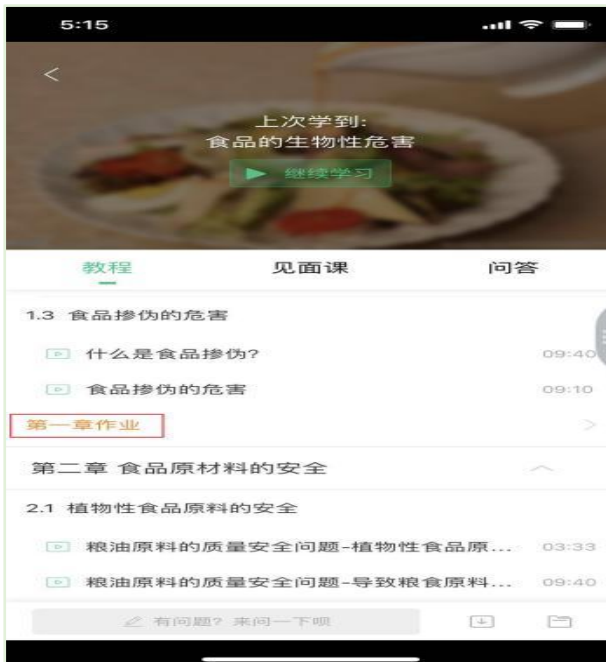 5:15
上次学到:
食品的生物性危害
继续学习
教程 见面课 问答
1.3 食品掺伪的危害
什么是食品掺伪? 09:40
食品掺伪的危害 09:10
第一章作业
第二章 食品原材料的安全
2.1 植物性食品原料的安全
粮油原料的质量安全问题-植物性食品原... 03:33
粮油原料的质量安全问题-导致粮食原料... 09:40
有问题? 来问一下呗